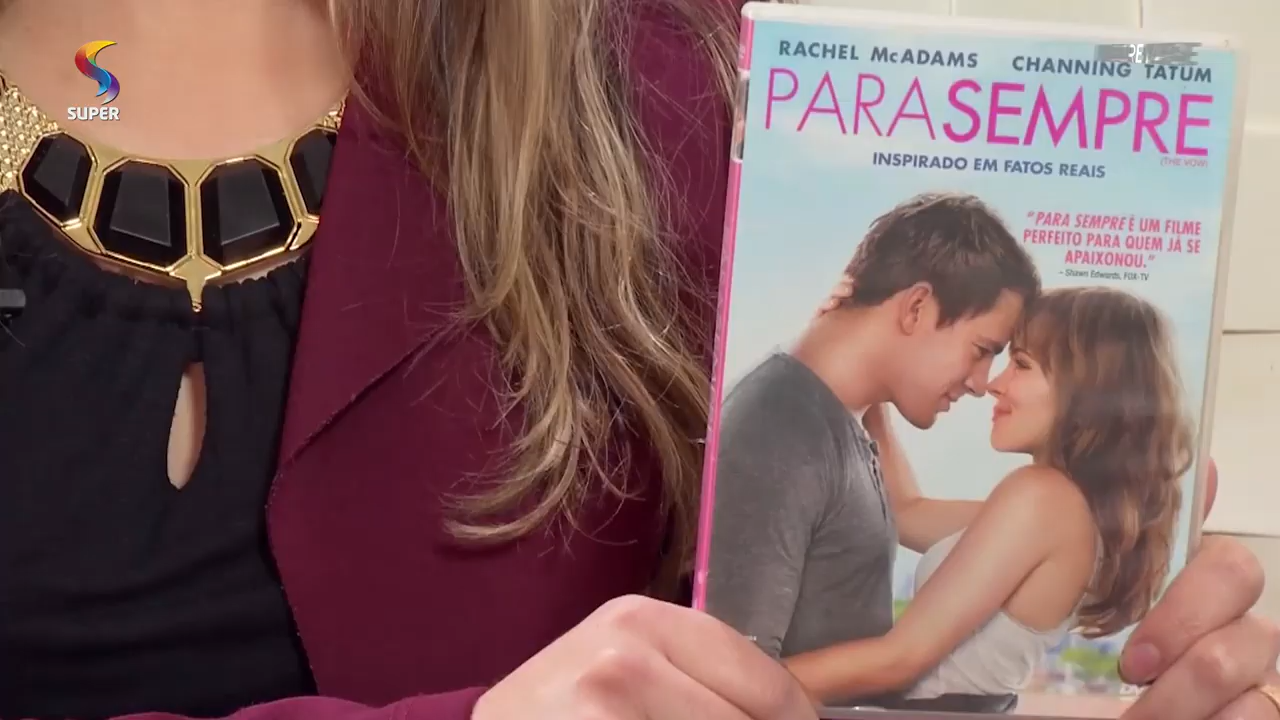 SUPER
RACHEL McADAMS CHANNING TATUM
PARA SEMPRE
(THE VOW)
INSPIRADO EM FATOS REAIS
"PARA SEMPRE É UM FILME
PERFEITO PARA QUEM JÁ SE
APAIXONOU."
- Shawn Edwards, FOX-TV